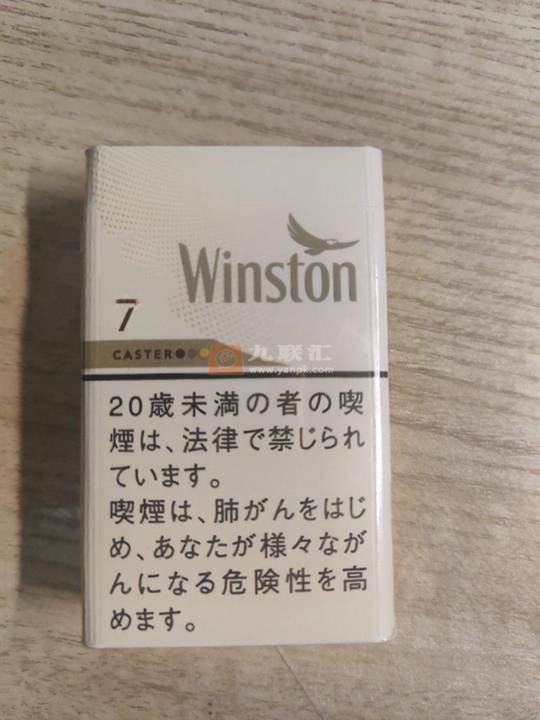 Winston
7
CASTER
九联汇
www.yanpk.com
20歳未満の者の喫
煙は、法律で禁じられ
ています。
喫煙は、肺がんをはじ
め、あなたが様々なが
んになる危険性を高
めます。